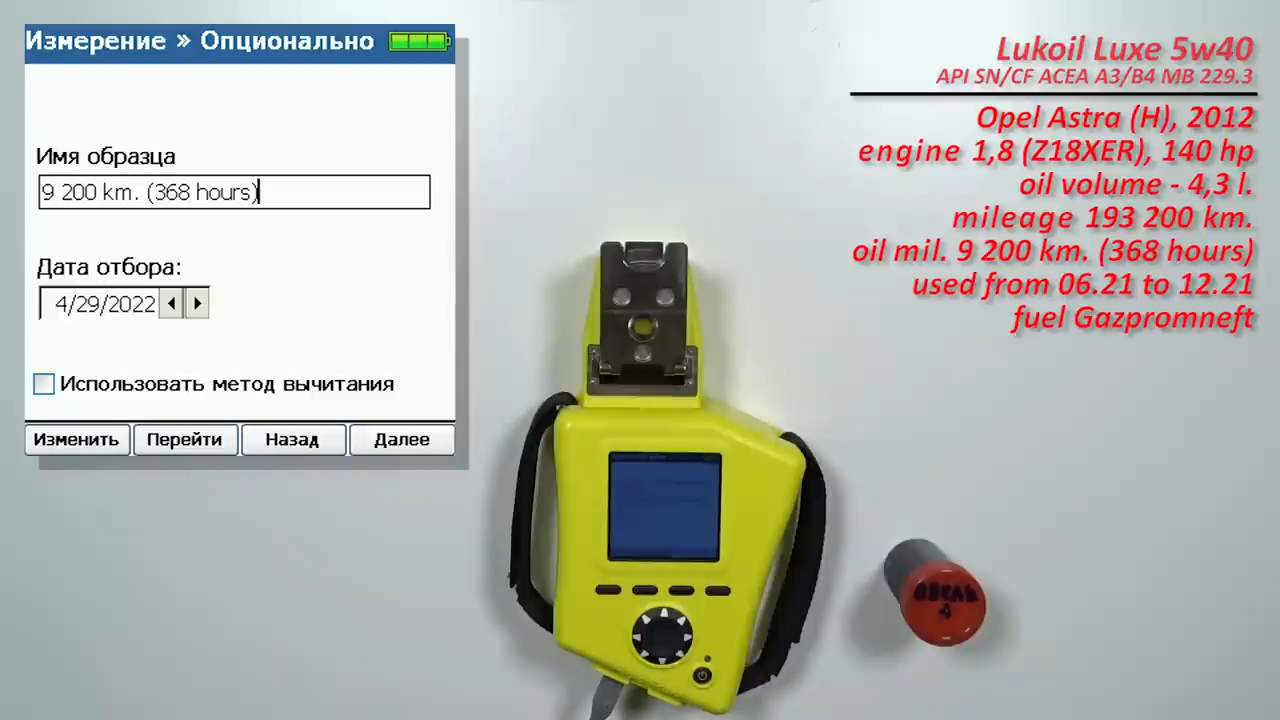 Измерение » Опционально
Имя образца
9 200 km. (368 hours)
Дата отбора:
4/29/2022
Использовать метод вычитания
Изменить
Перейти
Назад
Далее
Lukoil Luxe 5w40
API SN/CF ACEA A3/B4 MB 229.3
Opel Astra (H), 2012
engine 1,8 (Z18XER), 140 hp
oil volume - 4,3 l.
mileage 193 200 km.
oil mil. 9 200 km. (368 hours)
used from 06.21 to 12.21
fuel Gazpromneft